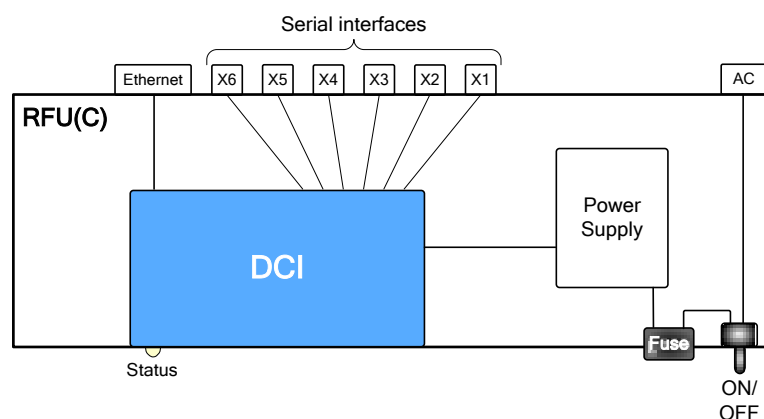 Serial interfaces
Ethernet
X6
X5
X4
X3
X2
X1
AC
RFU(C)
Power
Supply
DCI
Fuse
Status
ON/
OFF